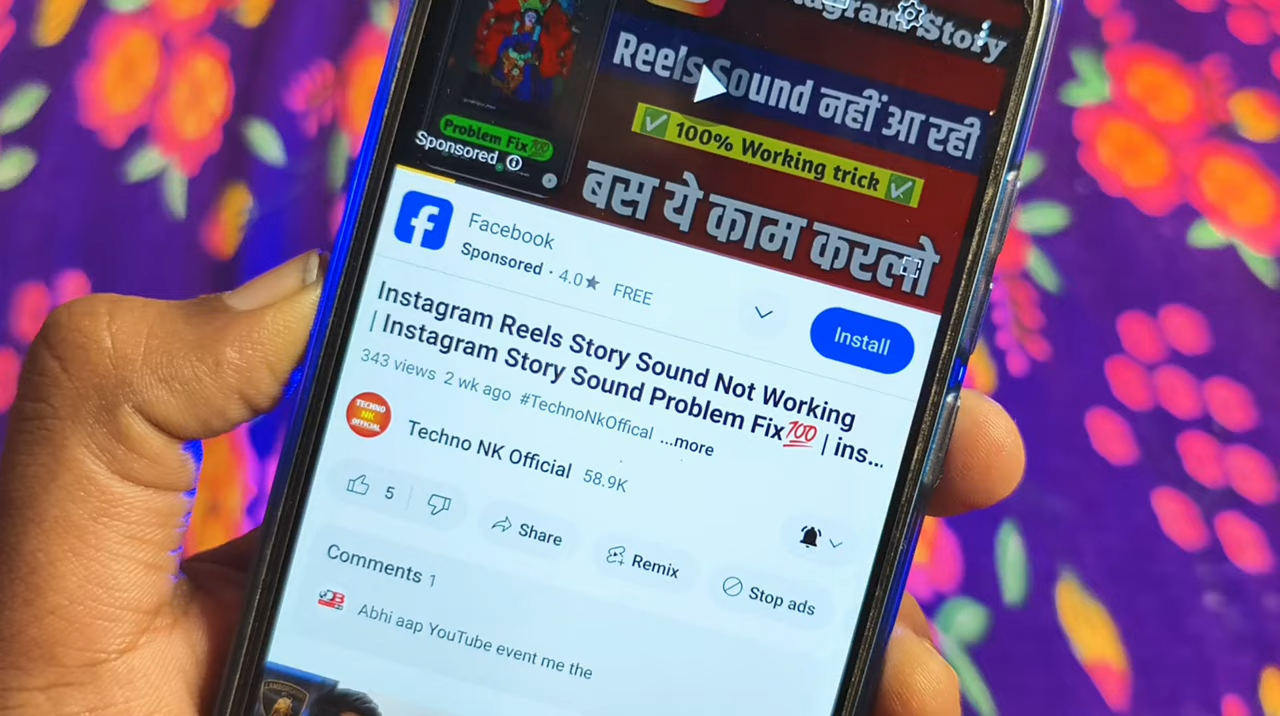 Instagram Story
Reels Sound नहीं आ रही
100% Working trick
बस ये काम करलो
Problem Fix💯
Sponsored
Facebook
Sponsored · 4.0★ FREE
Install
Instagram Reels Story Sound Not Working
| Instagram Story Sound Problem Fix💯 | ins...
343 views 2 wk ago #TechnoNkOffical ...more
TECHNO
NK
OFFICIAL
Techno NK Official 58.9K
5
Share
Remix
Stop ads
Comments 1
Abhi aap YouTube event me the
LAMBORGHINI